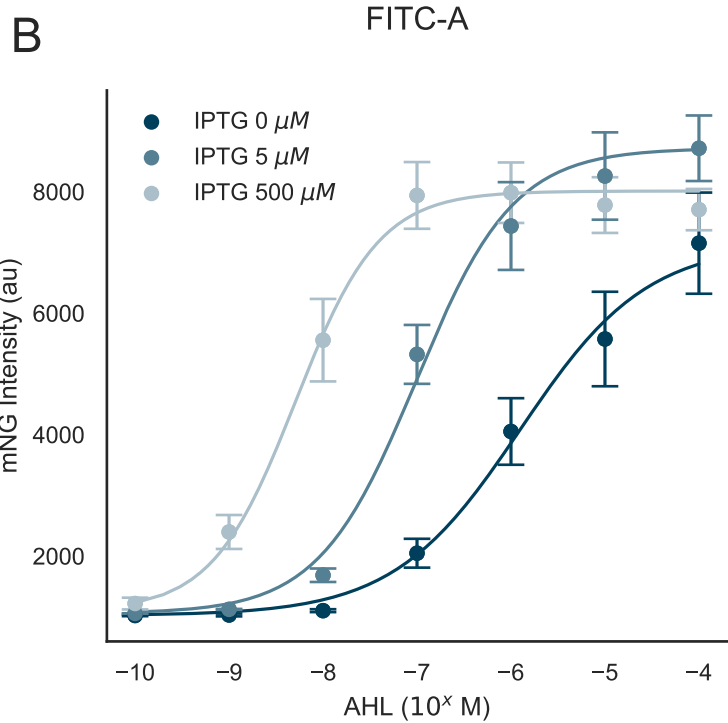 B
FITC-A
IPTG 0 μM
IPTG 5 μM
IPTG 500 μM
mNG Intensity (au)
8000
6000
4000
2000
−10 −9 −8 −7 −6 −5 −4
AHL (10ˣ M)